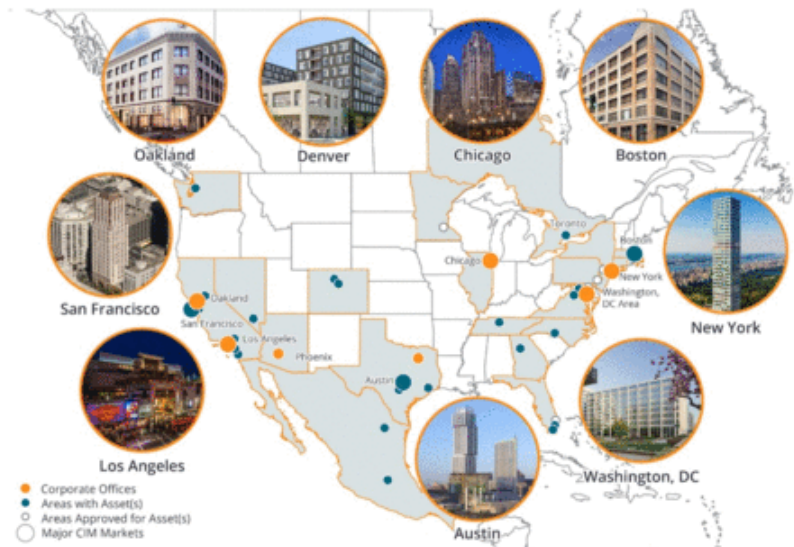 Oakland
Denver
Chicago
Boston
San Francisco
Los Angeles
New York
Washington, DC
Austin
Toronto
Boston
Chicago
New York
Washington,
DC Area
Oakland
San Francisco
Los Angeles
Phoenix
Austin
Corporate Offices
Areas with Asset(s)
Areas Approved for Asset(s)
Major CIM Markets